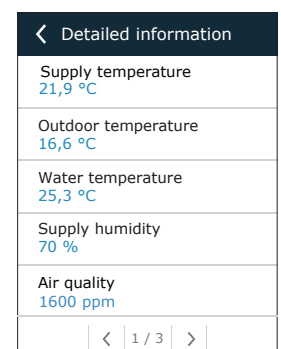 Detailed information
Supply temperature
21,9 °C
Outdoor temperature
16,6 °C
Water temperature
25,3 °C
Supply humidity
70 %
Air quality
1600 ppm
1 / 3